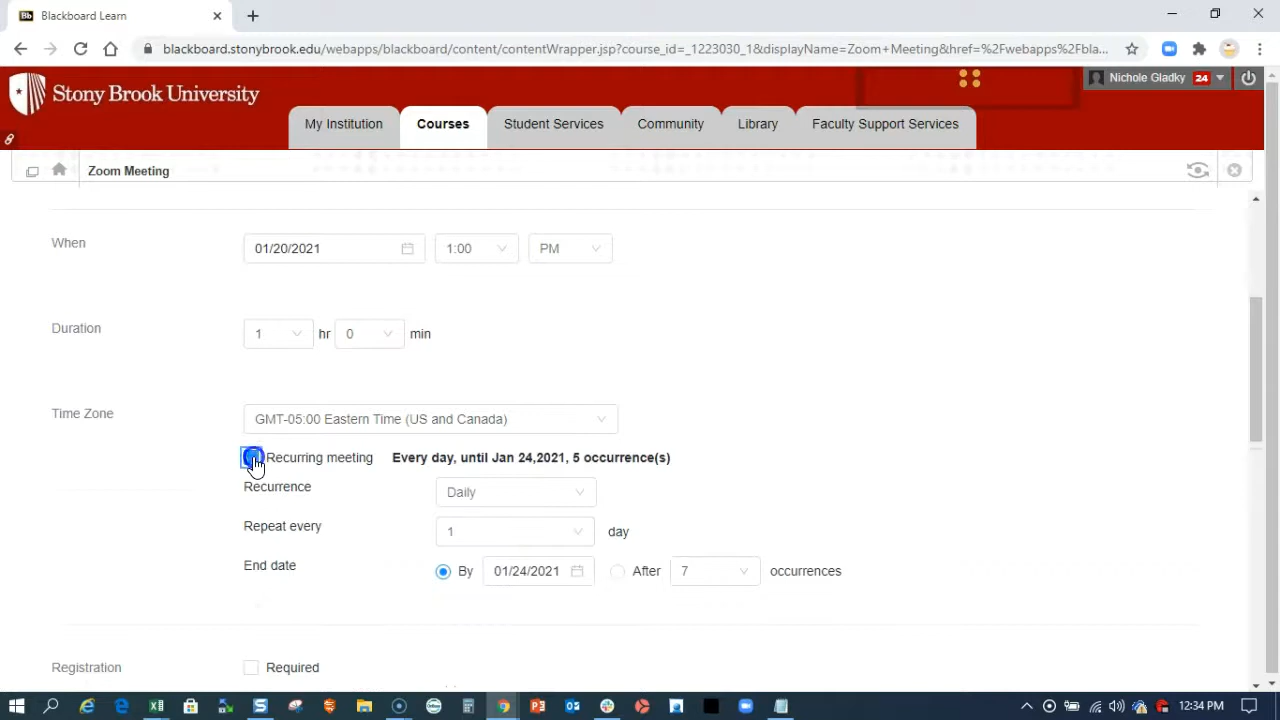 Bb Blackboard Learn
blackboard.stonybrook.edu/webapps/blackboard/content/contentWrapper.jsp?course_id=_1223030_1&displayName=Zoom+Meeting&href=%2Fwebapps%2Fbla...
Stony Brook University
Nichole Gladky 24
My Institution Courses Student Services Community Library Faculty Support Services
Zoom Meeting
When 01/20/2021 1:00 PM
Duration 1 hr 0 min
Time Zone GMT-05:00 Eastern Time (US and Canada)
Recurring meeting Every day, until Jan 24,2021, 5 occurrence(s)
Recurrence Daily
Repeat every 1 day
End date By 01/24/2021 After 7 occurrences
Registration Required
12:34 PM